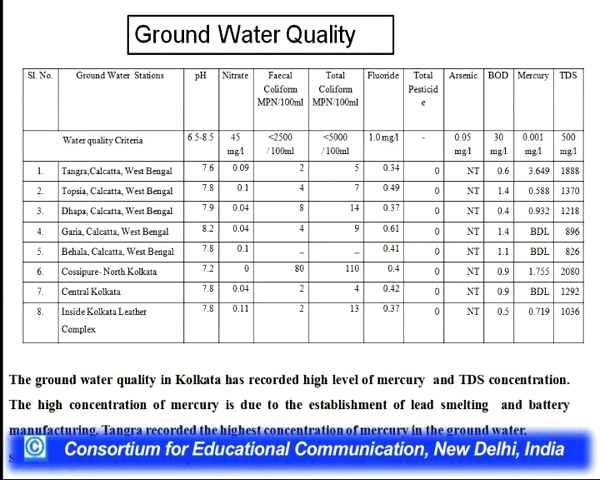 Ground Water Quality
Sl. No. Ground Water Stations pH Nitrate Faecal Coliform MPN/100ml Total Coliform MPN/100ml Fluoride Total Pesticid e Arsenic BOD Mercury TDS
Water quality Criteria 6.5-8.5 45 mg/l <2500 /100ml <5000 /100ml 1.0 mg/l - 0.05 mg/l 30 mg/l 0.001 mg/l 500 mg/l
1. Tangra,Calcatta, West Bengal 7.6 0.09 2 5 0.34 0 NT 0.6 3.649 1888
2. Topsia, Calcatta, West Bengal 7.8 0.1 4 7 0.49 0 NT 1.4 0.588 1370
3. Dhapa, Calcatta, West Bengal 7.9 0.04 8 14 0.37 0 NT 0.4 0.932 1218
4. Garia, Calcatta, West Bengal 8.2 0.04 4 9 0.61 0 NT 1.4 BDL 896
5. Behala, Calcatta, West Bengal 7.8 0.1 _ _ 0.41 0 NT 1.1 BDL 826
6. Cossipure- North Kolkata 7.2 0 80 110 0.4 0 NT 0.9 1.755 2080
7. Central Kolkata 7.8 0.04 2 4 0.42 0 NT 0.9 BDL 1292
8. Inside Kolkata Leather Complex 7.8 0.11 2 13 0.37 0 NT 0.5 0.719 1036
The ground water quality in Kolkata has recorded high level of mercury and TDS concentration.
The high concentration of mercury is due to the establishment of lead smelting and battery
manufacturing. Tangra recorded the highest concentration of mercury in the ground water.
© Consortium for Educational Communication, New Delhi, India